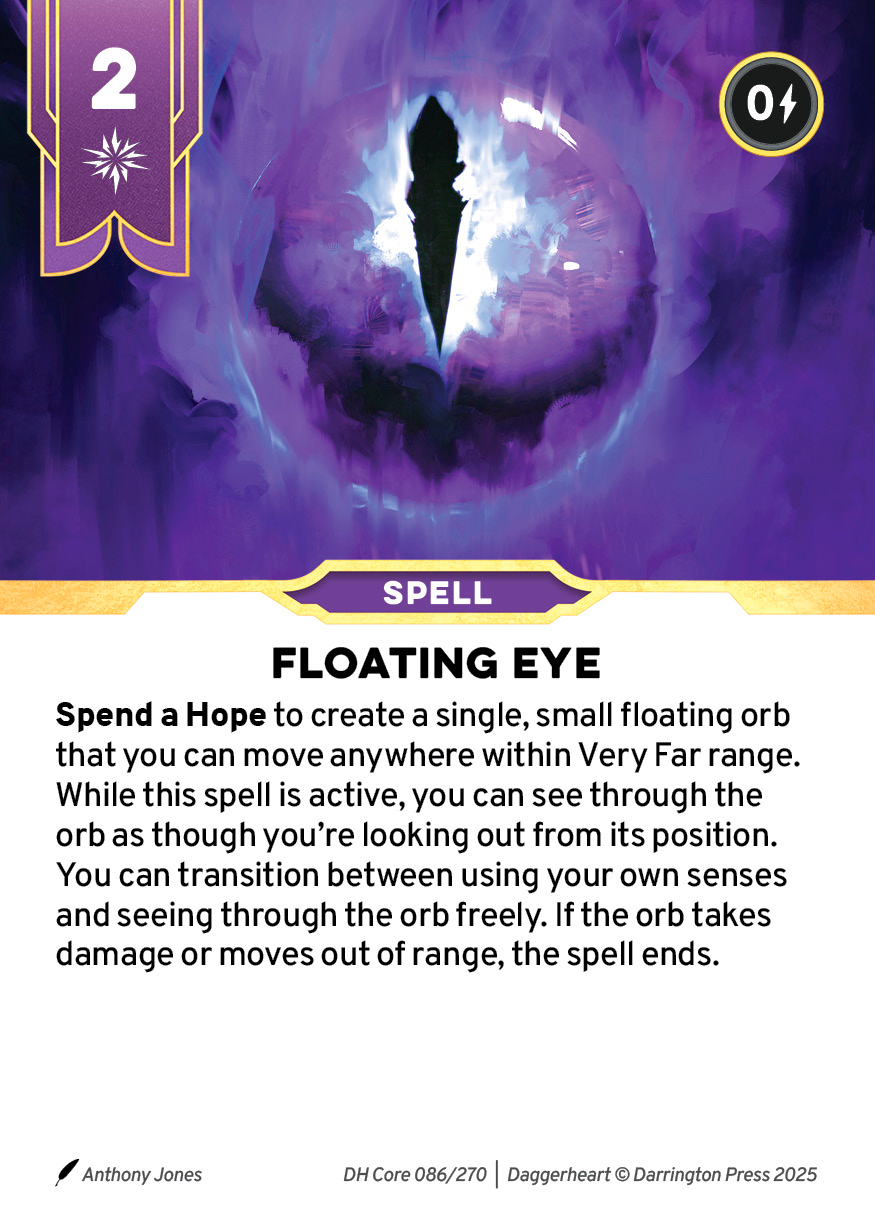 2
0
SPELL
FLOATING EYE
Spend a Hope to create a single, small floating orb
that you can move anywhere within Very Far range.
While this spell is active, you can see through the
orb as though you’re looking out from its position.
You can transition between using your own senses
and seeing through the orb freely. If the orb takes
damage or moves out of range, the spell ends.
Anthony Jones
DH Core 086/270 | Daggerheart © Darrington Press 2025